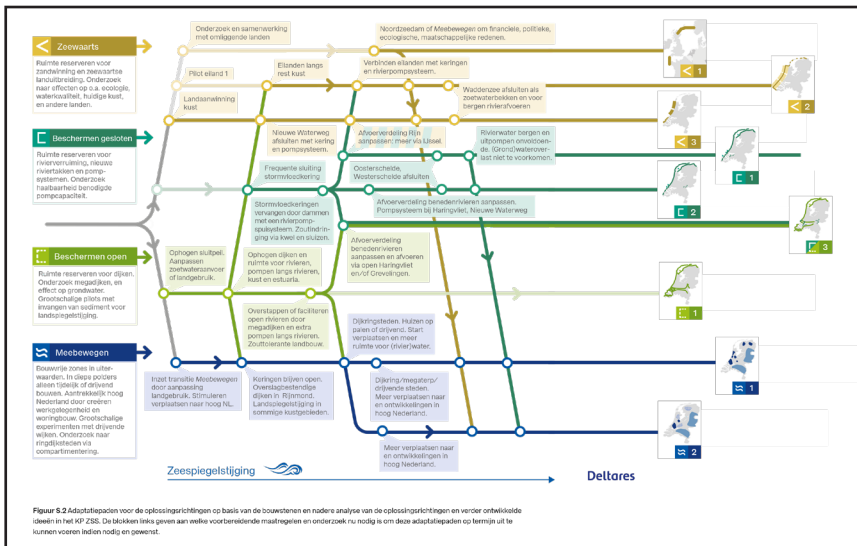 Zeewaarts
Ruimte reserveren voor
zandwinning en zeewaartse
landuitbreiding. Onderzoek
naar effecten op o.a. ecologie,
waterkwaliteit, huidige kust,
en andere landen.
Beschermen gesloten
Ruimte reserveren voor
rivierverruiming, nieuwe
riviertakken en pomp-
systemen. Onderzoek
haalbaarheid benodigde
pompcapaciteit.
Beschermen open
Ruimte reserveren voor dijken.
Onderzoek megadijken, en
effect op grondwater.
Grootschalige pilots met
invangen van sediment voor
landspiegelstijging.
Meebewegen
Bouwvrije zones in uiter-
waarden. In diepe polders
alleen tijdelijk of drijvend
bouwen. Aantrekkelijk hoog
Nederland door creëren
werkgelegenheid en
woningbouw. Grootschalige
experimenten met drijvende
wijken. Onderzoek naar
ringdijksteden via
compartimentering.
Onderzoek en samenwerking
met omliggende landen
Noordzeedam of Meebewegen om financiele, politieke,
ecologische, maatschappelijke redenen.
Pilot eiland 1
Eilanden langs
rest kust
Verbinden eilanden met keringen
en rivierpompsysteem.
Landaanwinning
kust
Waddenzee afsluiten als
zoetwaterbekken en voor
bergen rivierafvoeren
Nieuwe Waterweg
afsluiten met kering
en pompsysteem.
Afvoerverdeling Rijn
aanpassen: meer via IJssel.
Rivierwater bergen en
uitpompen onvoldoen-
de. (Grond)waterover-
last niet te voorkomen.
Frequente sluiting
stormvloedkering
Oosterschelde,
Westerschelde afsluiten
Stormvloedkeringen
vervangen door dammen
met een rivierpomp-
spuisysteem. Zoutindrin-
ging via kwel en sluizen.
Afvoerverdeling benedenrivieren aanpassen.
Pompsysteem bij Haringvliet, Nieuwe Waterweg
Ophogen sluitpeil.
Aanpassen
zoetwateraanvoer
of landgebruik.
Ophogen dijken en
ruimte voor rivieren,
pompen langs rivieren,
kust en estuaria.
Afvoerverdeling
benedenrivieren
aanpassen en afvoeren
via open Haringvliet
en/of Grevelingen.
Overstappen of faciliteren
open rivieren door
megadijken en extra
pompen langs rivieren.
Zouttolerante landbouw.
Dijkringsteden. Huizen op
palen of drijvend. Start
verplaatsen en meer
ruimte voor (rivier)water.
Inzet transitie Meebewegen
door aanpassing
landgebruik. Stimuleren
verplaatsen naar hoog NL.
Keringen blijven open.
Overslagbestendige
dijken in Rijnmond.
Landspiegelstijging in
sommige kustgebieden.
Dijkring/megaterp/
drijvende steden.
Meer verplaatsen naar
en ontwikkelingen in
hoog Nederland.
Meer verplaatsen naar
en ontwikkelingen in
hoog Nederland.
1
2
3
1
2
3
1
1
2
Zeespiegelstijging
Deltares
Figuur S.2 Adaptatiepaden voor de oplossingsrichtingen op basis van de bouwstenen en nadere analyse van de oplossingsrichtingen en verder ontwikkelde
ideeën in het KP ZSS. De blokken links geven aan welke voorbereidende maatregelen en onderzoek nu nodig is om deze adaptatiepaden op termijn uit te
kunnen voeren indien nodig en gewenst.